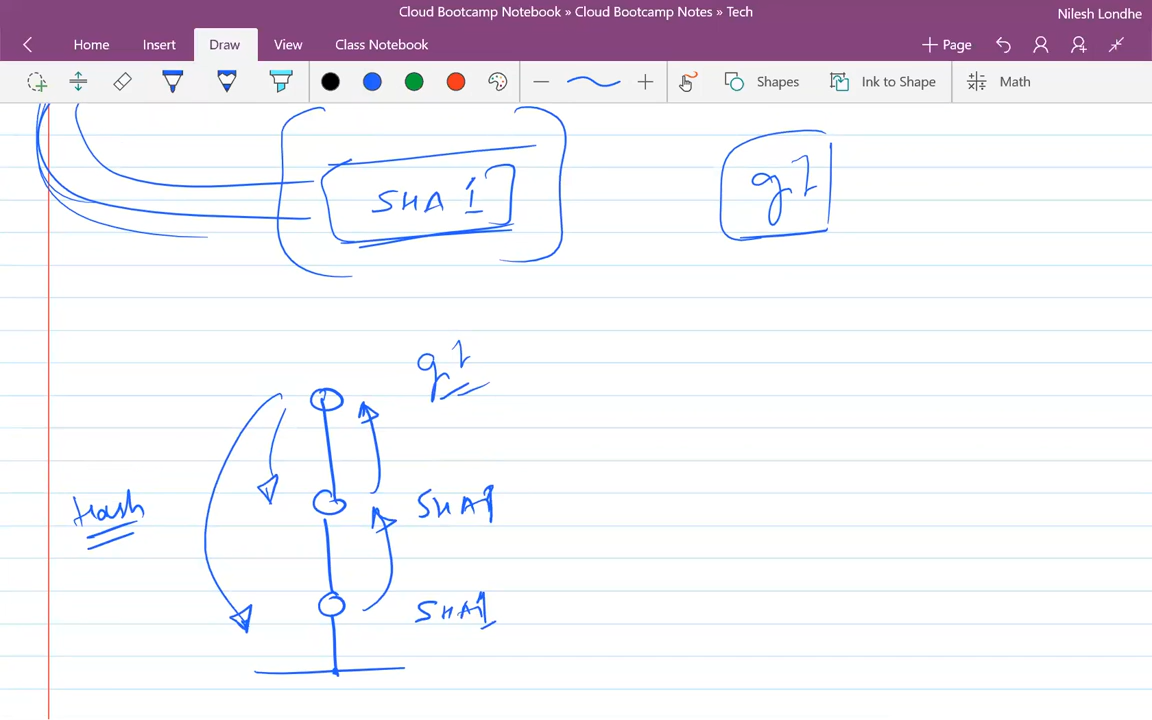 Cloud Bootcamp Notebook » Cloud Bootcamp Notes » Tech
Nilesh Londhe
Home Insert Draw View Class Notebook
Page
Shapes Ink to Shape Math
SHA 1
git
git
Hash
SHA1
SHA1